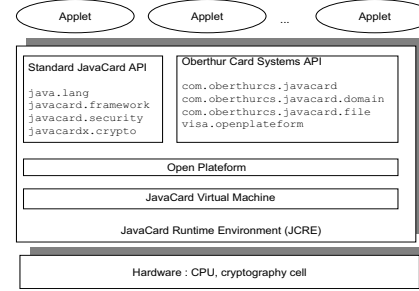 Applet Applet ... Applet
Standard JavaCard API
java.lang
javacard.framework
javacard.security
javacardx.crypto
Oberthur Card Systems API
com.oberthurcs.javacard
com.oberthurcs.javacard.domain
com.oberthurcs.javacard.file
visa.openplateform
Open Plateform
JavaCard Virtual Machine
JavaCard Runtime Environment (JCRE)
Hardware : CPU, cryptography cell